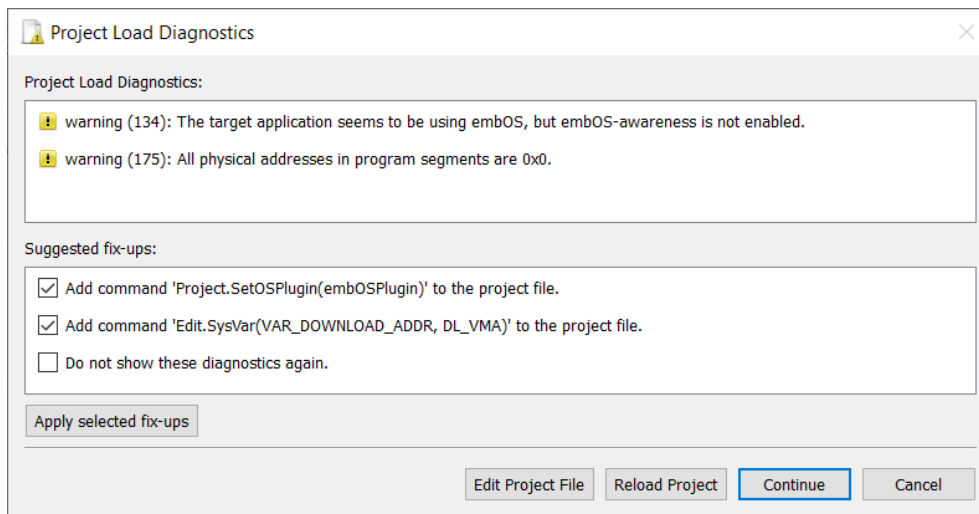 Project Load Diagnostics
Project Load Diagnostics:
warning (134): The target application seems to be using embOS, but embOS-awareness is not enabled.
warning (175): All physical addresses in program segments are 0x0.
Suggested fix-ups:
Add command 'Project.SetOSPlugin(embOSPlugin)' to the project file.
Add command 'Edit.SysVar(VAR_DOWNLOAD_ADDR, DL_VMA)' to the project file.
Do not show these diagnostics again.
Apply selected fix-ups
Edit Project File Reload Project Continue Cancel